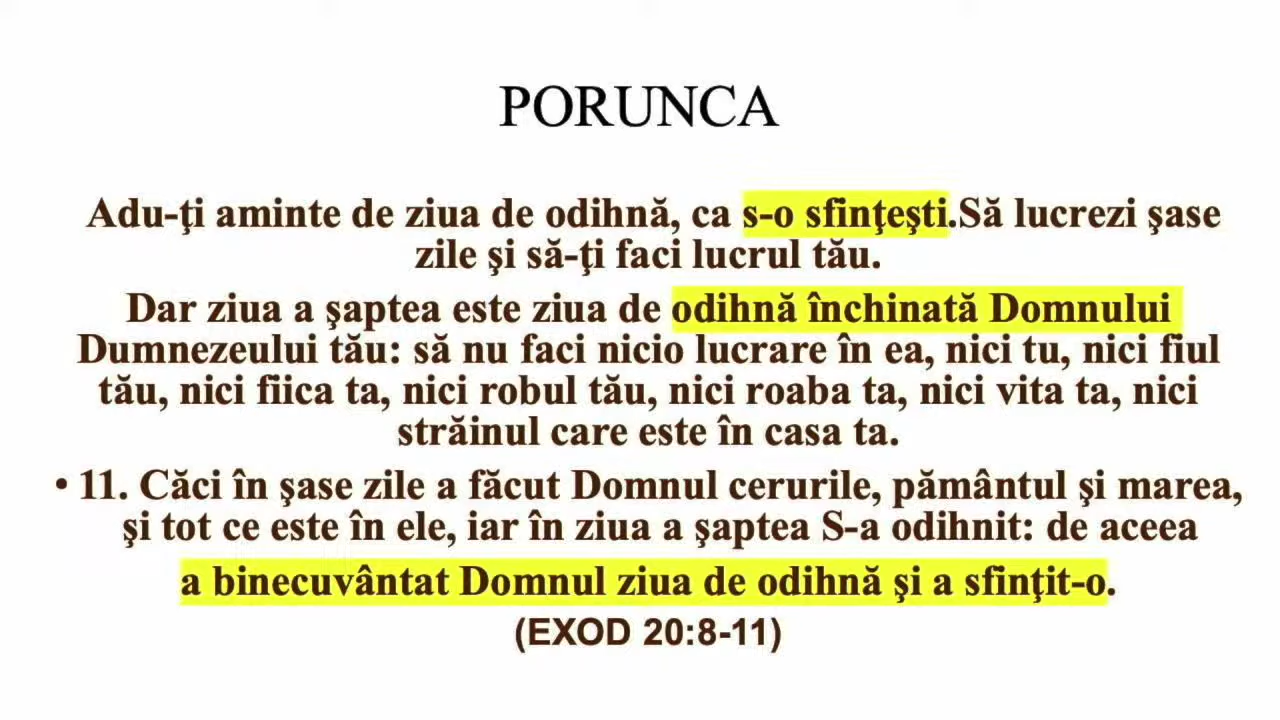 PORUNCA
Adu-ţi aminte de ziua de odihnă, ca s-o sfinţeşti.Să lucrezi şase
zile şi să-ţi faci lucrul tău.
Dar ziua a şaptea este ziua de odihnă închinată Domnului
Dumnezeului tău: să nu faci nicio lucrare în ea, nici tu, nici fiul
tău, nici fiica ta, nici robul tău, nici roaba ta, nici vita ta, nici
străinul care este în casa ta.
• 11. Căci în şase zile a făcut Domnul cerurile, pământul şi marea,
şi tot ce este în ele, iar în ziua a şaptea S-a odihnit: de aceea
a binecuvântat Domnul ziua de odihnă şi a sfinţit-o.
(EXOD 20:8-11)